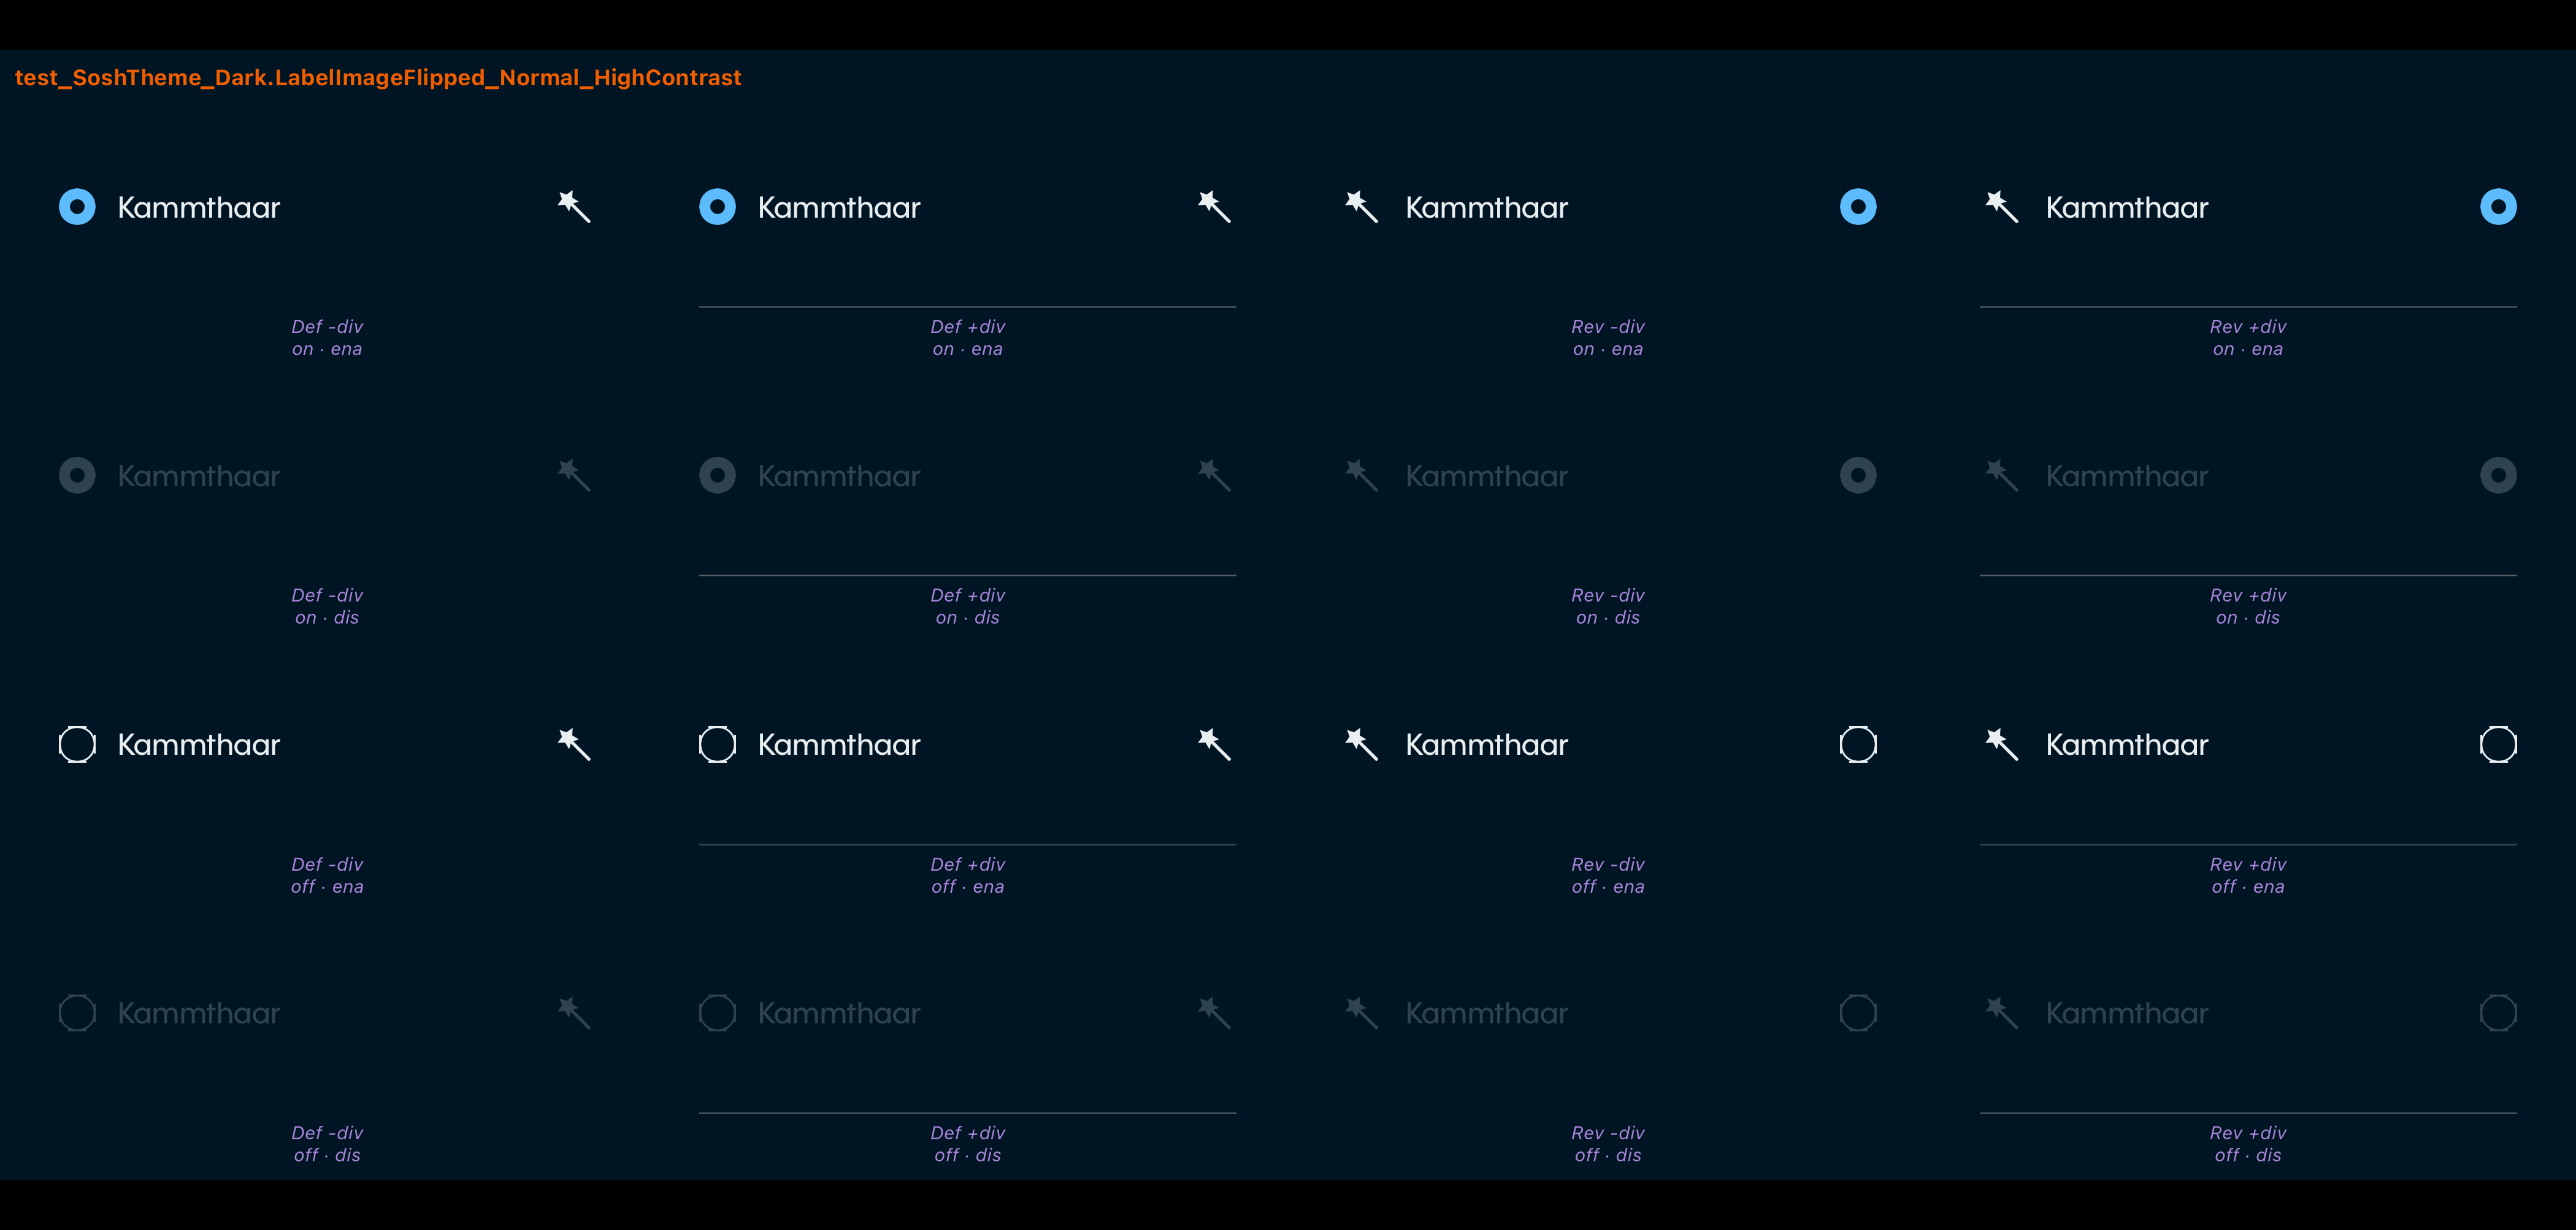 test_SoshTheme_Dark.LabelImageFlipped_Normal_HighContrast
Kammthaar
Kammthaar
Kammthaar
Kammthaar
Def -div
on · ena
Def +div
on · ena
Rev -div
on · ena
Rev +div
on · ena
Kammthaar
Kammthaar
Kammthaar
Kammthaar
Def -div
on · dis
Def +div
on · dis
Rev -div
on · dis
Rev +div
on · dis
Kammthaar
Kammthaar
Kammthaar
Kammthaar
Def -div
off · ena
Def +div
off · ena
Rev -div
off · ena
Rev +div
off · ena
Kammthaar
Kammthaar
Kammthaar
Kammthaar
Def -div
off · dis
Def +div
off · dis
Rev -div
off · dis
Rev +div
off · dis